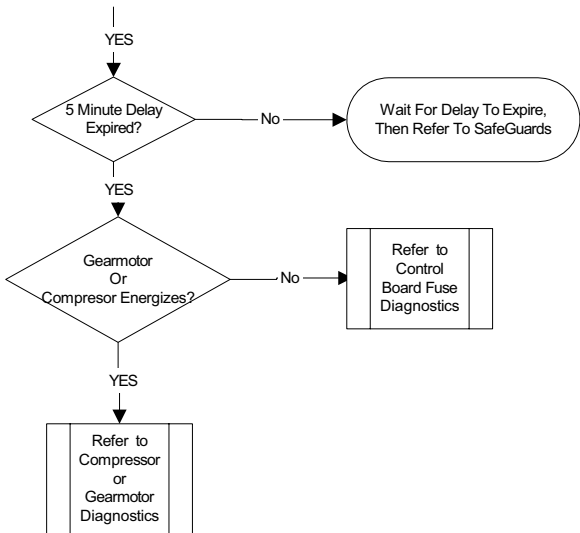 YES
5 Minute Delay
Expired?
No
Wait For Delay To Expire,
Then Refer To SafeGuards
YES
Gearmotor
Or
Compresor Energizes?
No
Refer to
Control
Board Fuse
Diagnostics
YES
Refer to
Compressor
or
Gearmotor
Diagnostics